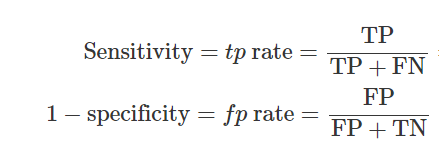 Sensitivity = tp rate = TP / TP + FN
1 − specificity = fp rate = FP / FP + TN